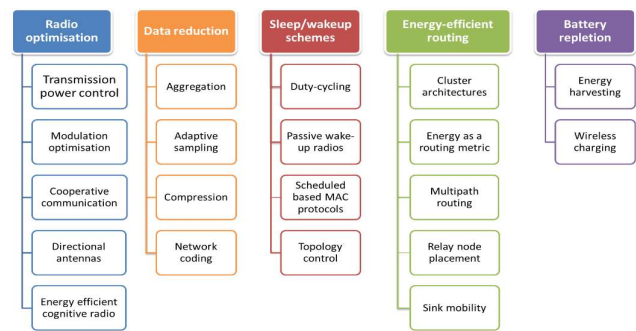 Radio
optimisation
Transmission
power control
Modulation
optimisation
Cooperative
communication
Directional
antennas
Energy efficient
cognitive radio
Data reduction
Aggregation
Adaptive
sampling
Compression
Network
coding
Sleep/wakeup
schemes
Duty-cycling
Passive wake-
up radios
Scheduled
based MAC
protocols
Topology
control
Energy-efficient
routing
Cluster
architectures
Energy as a
routing metric
Multipath
routing
Relay node
placement
Sink mobility
Battery
repletion
Energy
harvesting
Wireless
charging